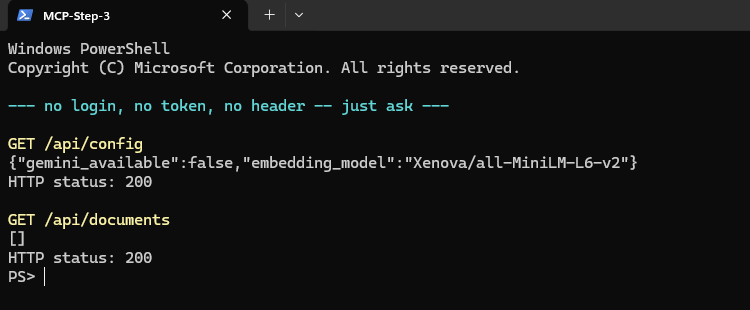 MCP-Step-3
Windows PowerShell
Copyright (C) Microsoft Corporation. All rights reserved.
--- no login, no token, no header -- just ask ---
GET /api/config
{"gemini_available":false,"embedding_model":"Xenova/all-MiniLM-L6-v2"}
HTTP status: 200
GET /api/documents
[]
HTTP status: 200
PS>